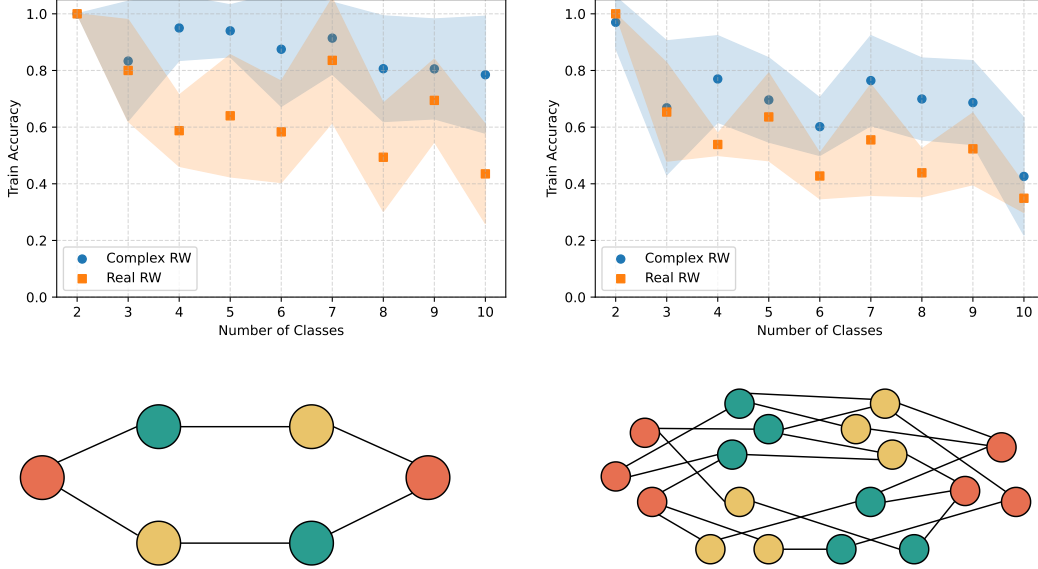 1.0
0.8
0.6
0.4
0.2
0.0
Train Accuracy
Complex RW
Real RW
2 3 4 5 6 7 8 9 10
Number of Classes
1.0
0.8
0.6
0.4
0.2
0.0
Train Accuracy
Complex RW
Real RW
2 3 4 5 6 7 8 9 10
Number of Classes